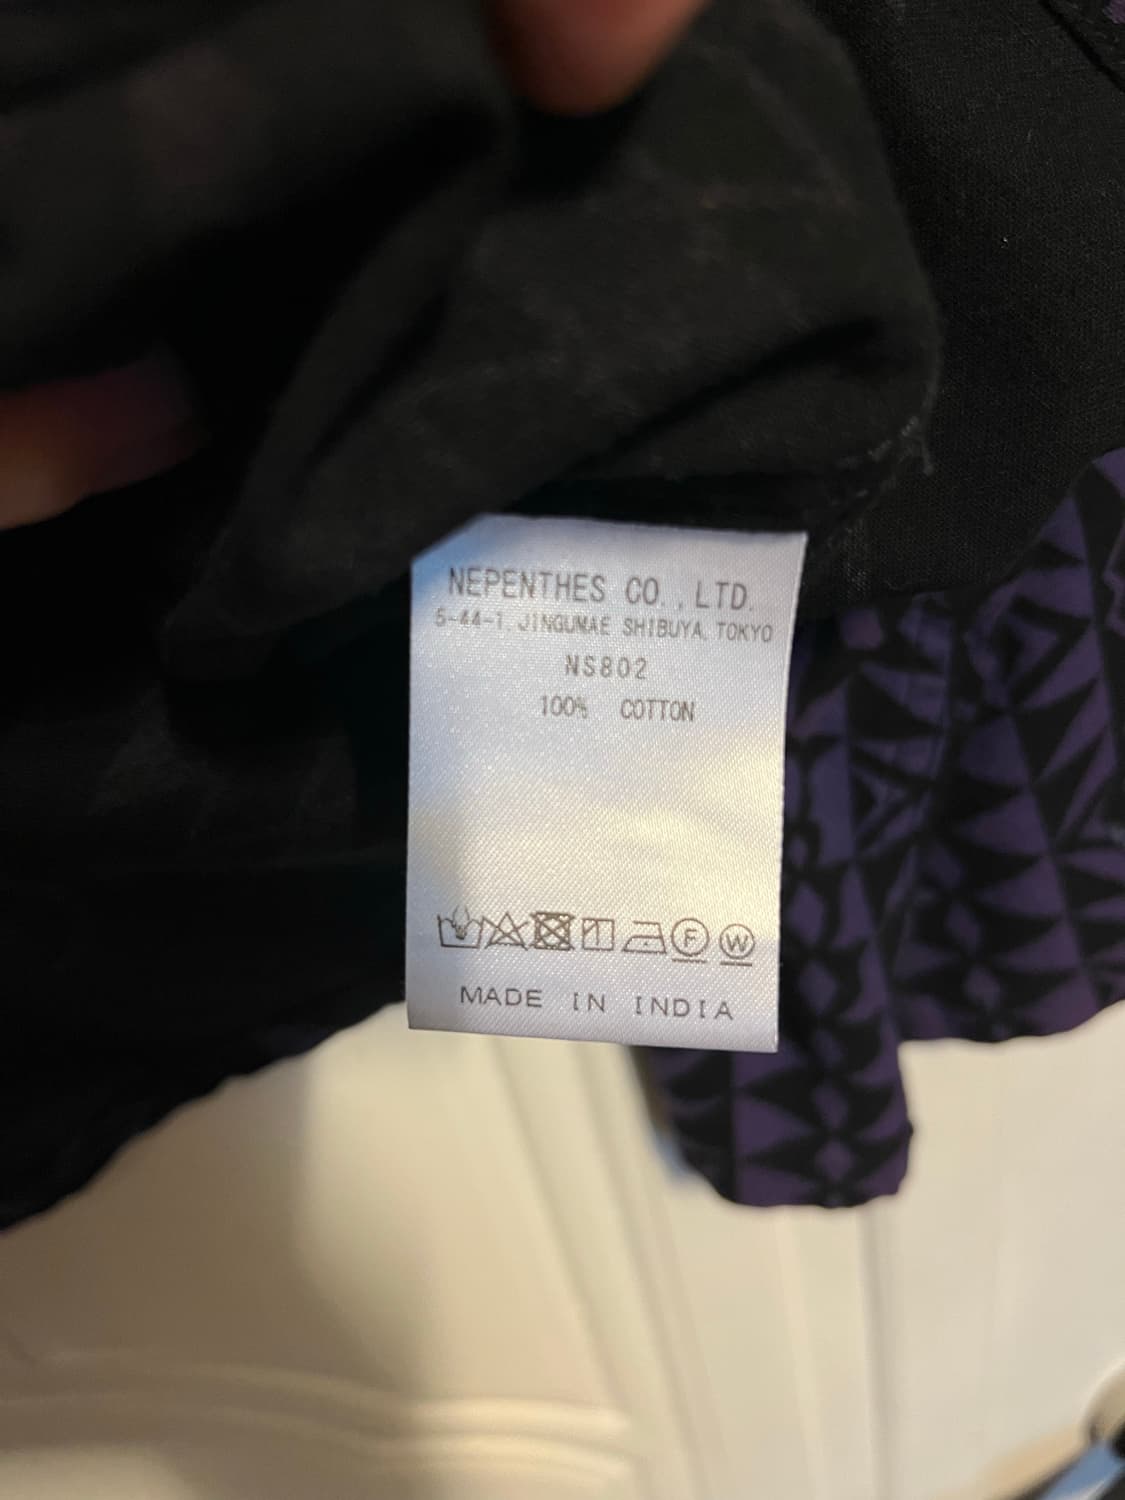 NEPENTHES CO., LTD.
5-44-1, JINGUMAE SHIBUYA, TOKYO
NS802
100% COTTON
F W
MADE IN INDIA